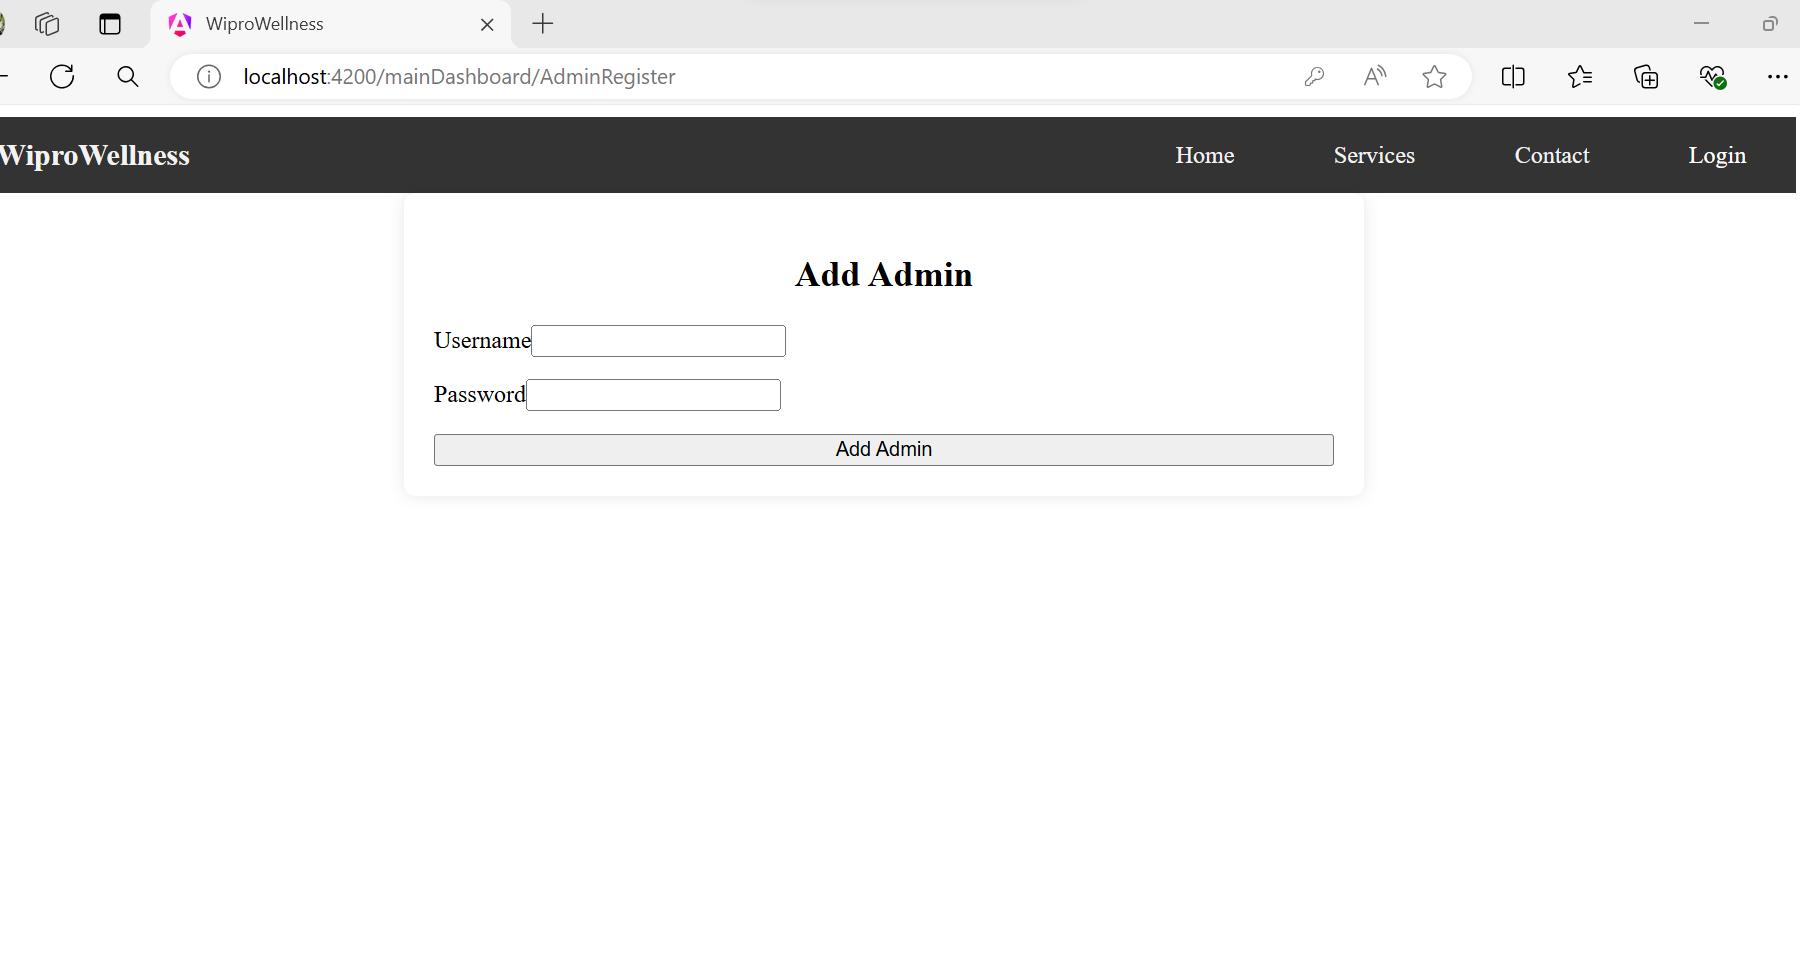 WiproWellness
localhost:4200/mainDashboard/AdminRegister
WiproWellness Home Services Contact Login
Add Admin
Username
Password
Add Admin